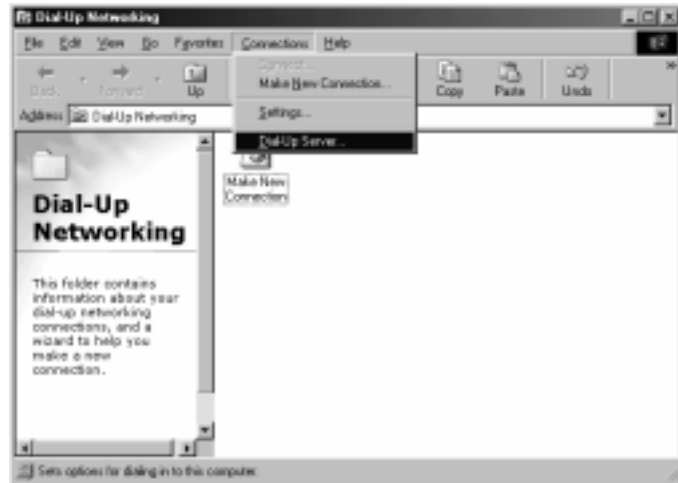 Dial-Up Networking
File Edit View Go Favorites Connections Help
Connect...
Make New Connection...
Settings...
Dial-Up Server...
Back Forward Up Copy Paste Undo
Address Dial-Up Networking
Dial-Up
Networking
This folder contains
information about your
dial-up networking
connections, and a
wizard to help you
make a new
connection.
Make New
Connection
Sets options for dialing in to this computer.